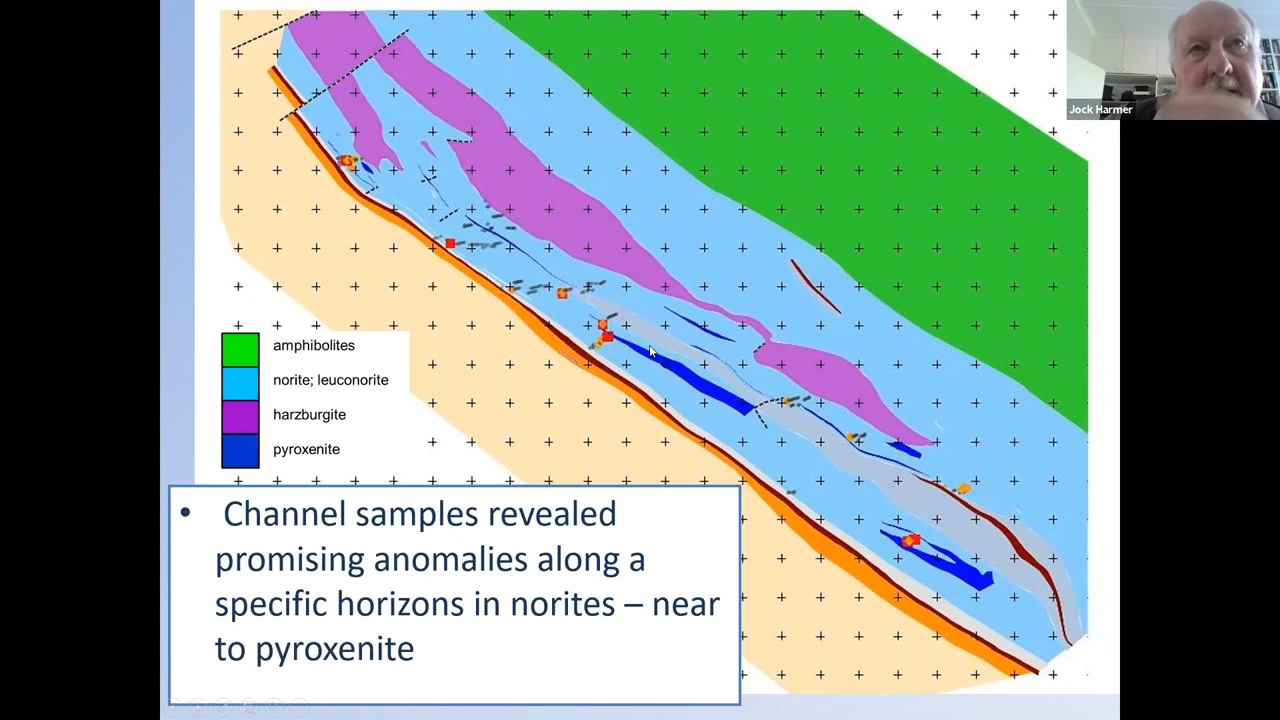 Jock Harmer
amphibolites
norite; leuconorite
harzburgite
pyroxenite
• Channel samples revealed
promising anomalies along a
specific horizons in norites – near
to pyroxenite